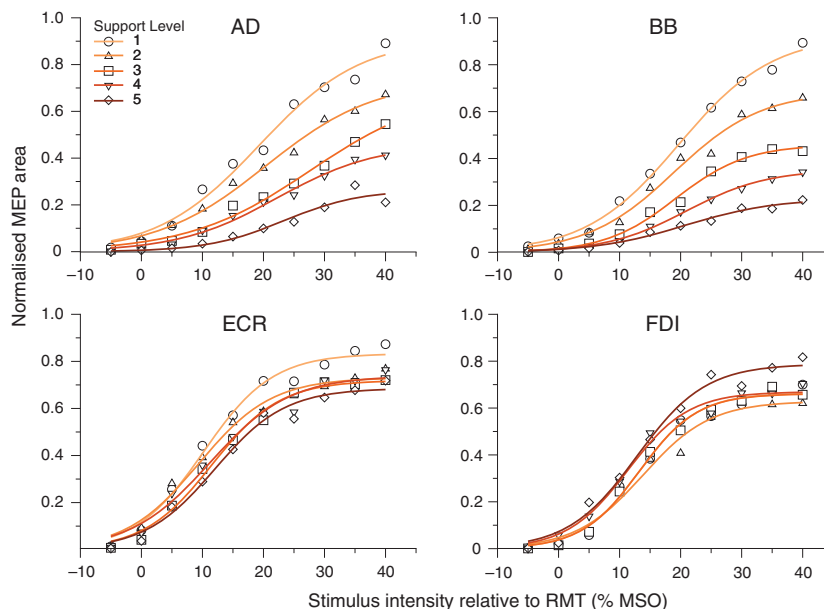 Support Level
1
2
3
4
5
AD
BB
ECR
FDI
Normalised MEP area
1.0
0.8
0.6
0.4
0.2
0
−10 0 10 20 30 40
1.0
0.8
0.6
0.4
0.2
0
−10 0 10 20 30 40
1.0
0.8
0.6
0.4
0.2
−10 0 10 20 30 40
1.0
0.8
0.6
0.4
0.2
0
−10 0 10 20 30 40
Stimulus intensity relative to RMT (% MSO)